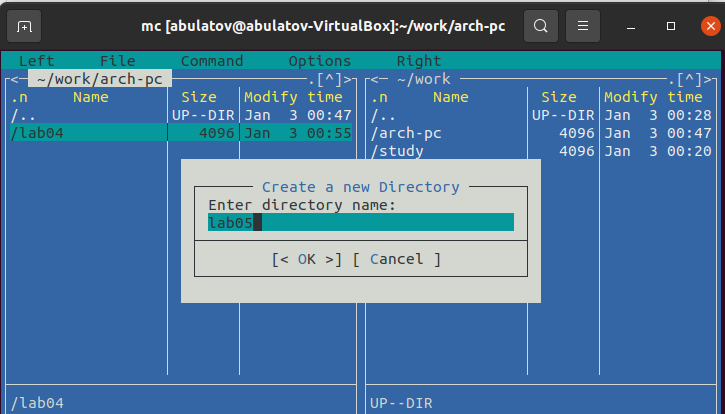 mc [abulatov@abulatov-VirtualBox]:~/work/arch-pc
Left File Command Options Right
<- ~/work/arch-pc .[^]> <- ~/work .[^]>
.n Name Size Modify time .n Name Size Modify time
/.. UP--DIR Jan 3 00:47 /.. UP--DIR Jan 3 00:28
/lab04 4096 Jan 3 00:55 /arch-pc 4096 Jan 3 00:47
/study 4096 Jan 3 00:20
Create a new Directory
Enter directory name:
lab05
[< OK >] [ Cancel ]
/lab04 UP--DIR